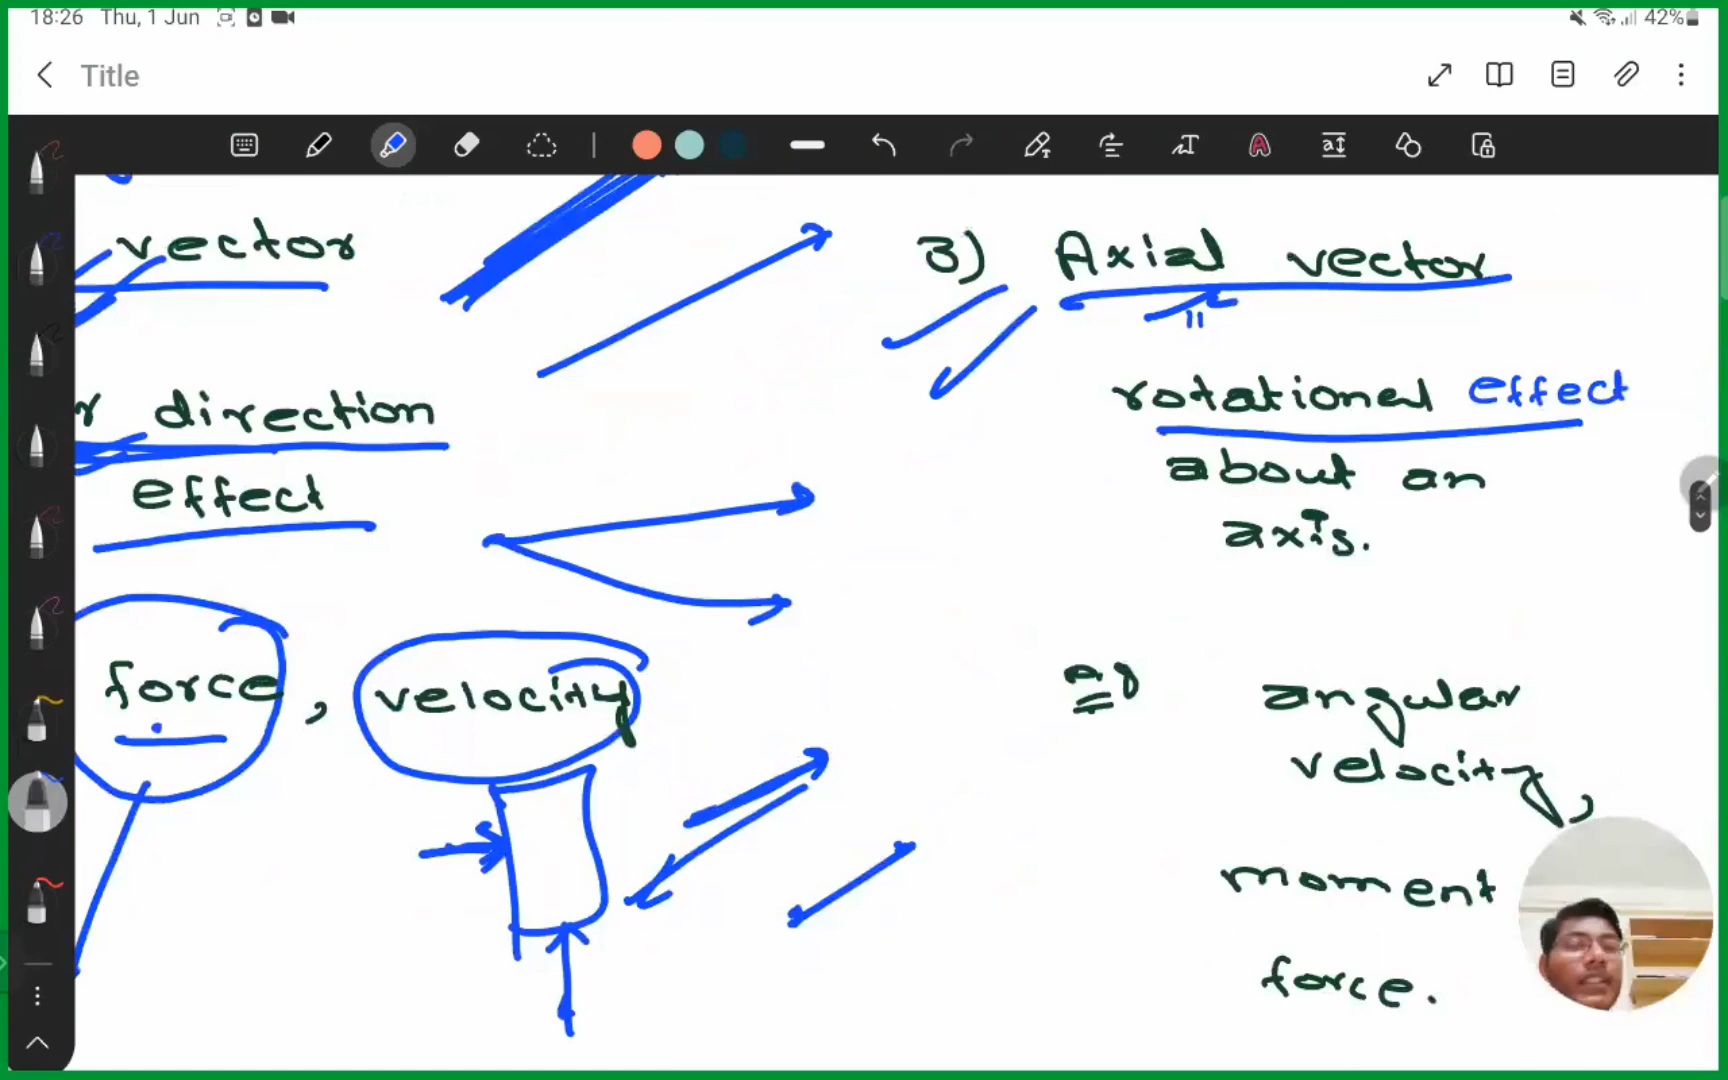 18:26 Thu, 1 Jun
42%
Title
vector
r direction
effect
force, velocity
3) Axial vector
rotational effect
about an
axis.
eg angular
velocity,
moment
force.